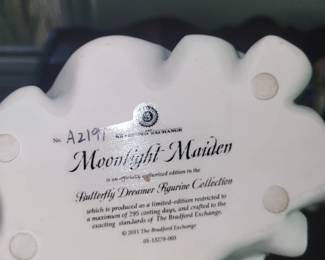 No. A2191
THE
BRADFORD EXCHANGE
Moonlight Maiden
is an officially authorized edition in the
Butterfly Dreamer Figurine Collection
which is produced as a limited-edition restricted to
a maximum of 295 casting days, and crafted to the
exacting standards of The Bradford Exchange.
© 2011 The Bradford Exchange